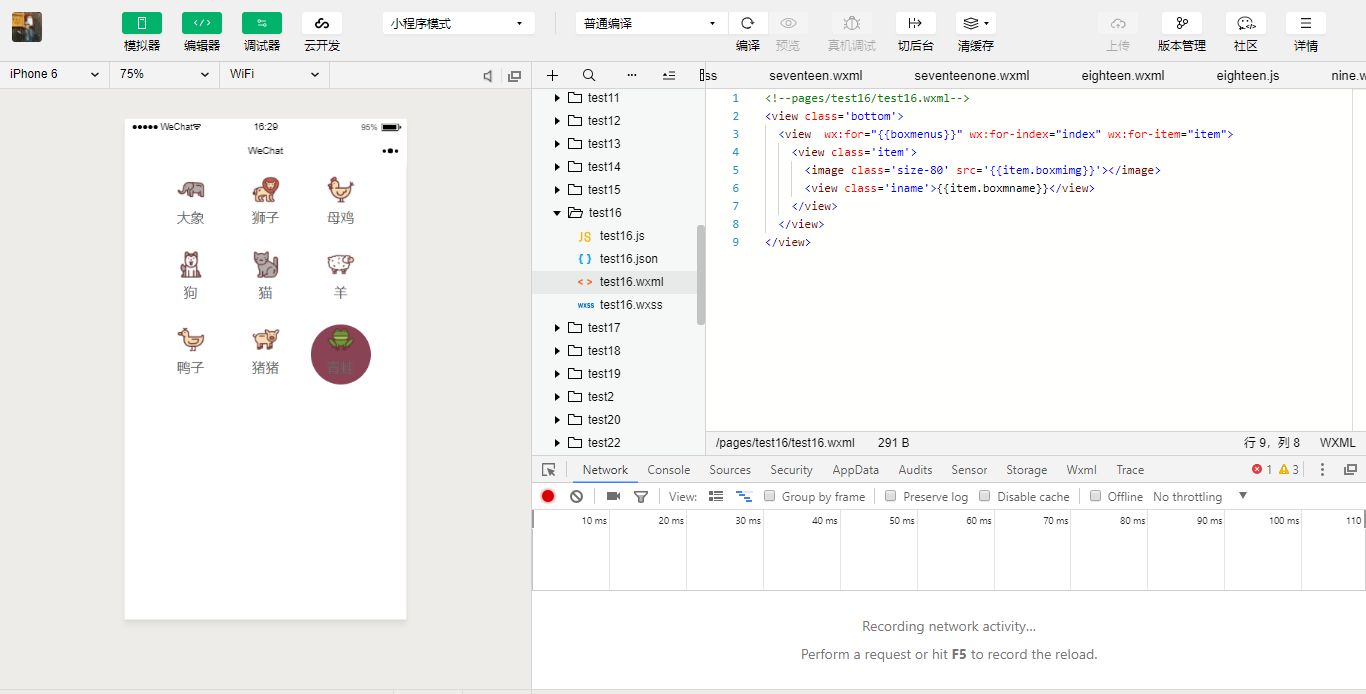 模拟器 编辑器 调试器 云开发
小程序模式
普通编译
编译 预览 真机调试 切后台 清缓存
上传 版本管理 社区 详情
iPhone 6 75% WiFi
WeChat 16:29 95%
WeChat
大象 狮子 母鸡
狗 猫 羊
鸭子 猪猪 青蛙
test11
test12
test13
test14
test15
test16
JS test16.js
{ } test16.json
< > test16.wxml
wxss test16.wxss
test17
test18
test19
test2
test20
test22
ss seventeen.wxml seventeenone.wxml eighteen.wxml eighteen.js nine.w
1 <!--pages/test16/test16.wxml-->
2 <view class='bottom'>
3 <view  wx:for="{{boxmenus}}" wx:for-index="index" wx:for-item="item">
4 <view class='item'>
5 <image class='size-80' src='{{item.boxmimg}}'></image>
6 <view class='iname'>{{item.boxmname}}</view>
7 </view>
8 </view>
9 </view>
/pages/test16/test16.wxml 291 B 行 9，列 8 WXML
Network Console Sources Security AppData Audits Sensor Storage Wxml Trace 1 3
View: Group by frame Preserve log Disable cache Offline No throttling
10 ms 20 ms 30 ms 40 ms 50 ms 60 ms 70 ms 80 ms 90 ms 100 ms 110
Recording network activity...
Perform a request or hit F5 to record the reload.